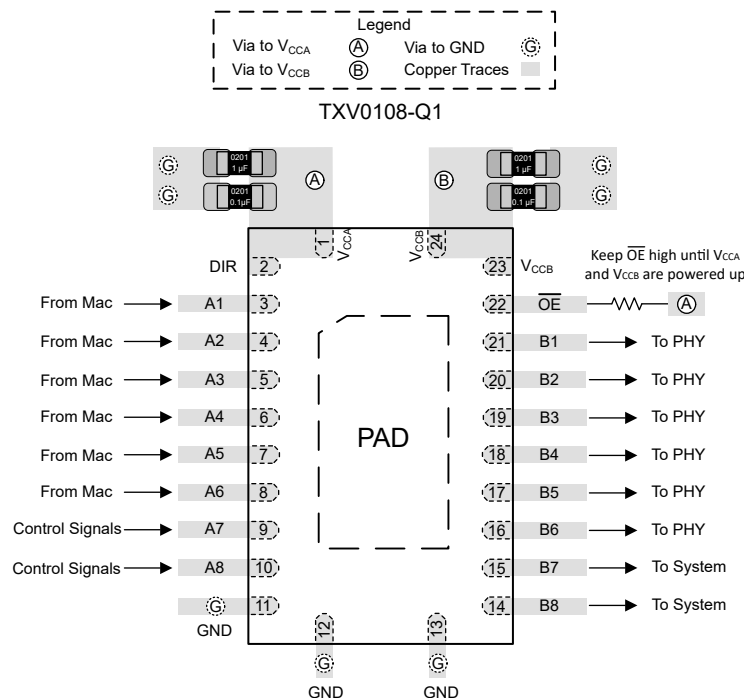 Legend
Via to VCCA A Via to GND G
Via to VCCB B Copper Traces
TXV0108-Q1
G 0201 1 µF A B 0201 1 µF G
G 0201 0.1µF 0201 0.1 µF G
1 VCCA VCCB 24
Keep O̅E̅ high until VCCA
and VCCB are powered up
DIR 2 23 VCCB
From Mac A1 3 22 O̅E̅ A
From Mac A2 4 21 B1 To PHY
From Mac A3 5 20 B2 To PHY
From Mac A4 6 19 B3 To PHY
PAD
From Mac A5 7 18 B4 To PHY
From Mac A6 8 17 B5 To PHY
Control Signals A7 9 16 B6 To PHY
Control Signals A8 10 15 B7 To System
G 11 14 B8 To System
GND
12 13
G G
GND GND